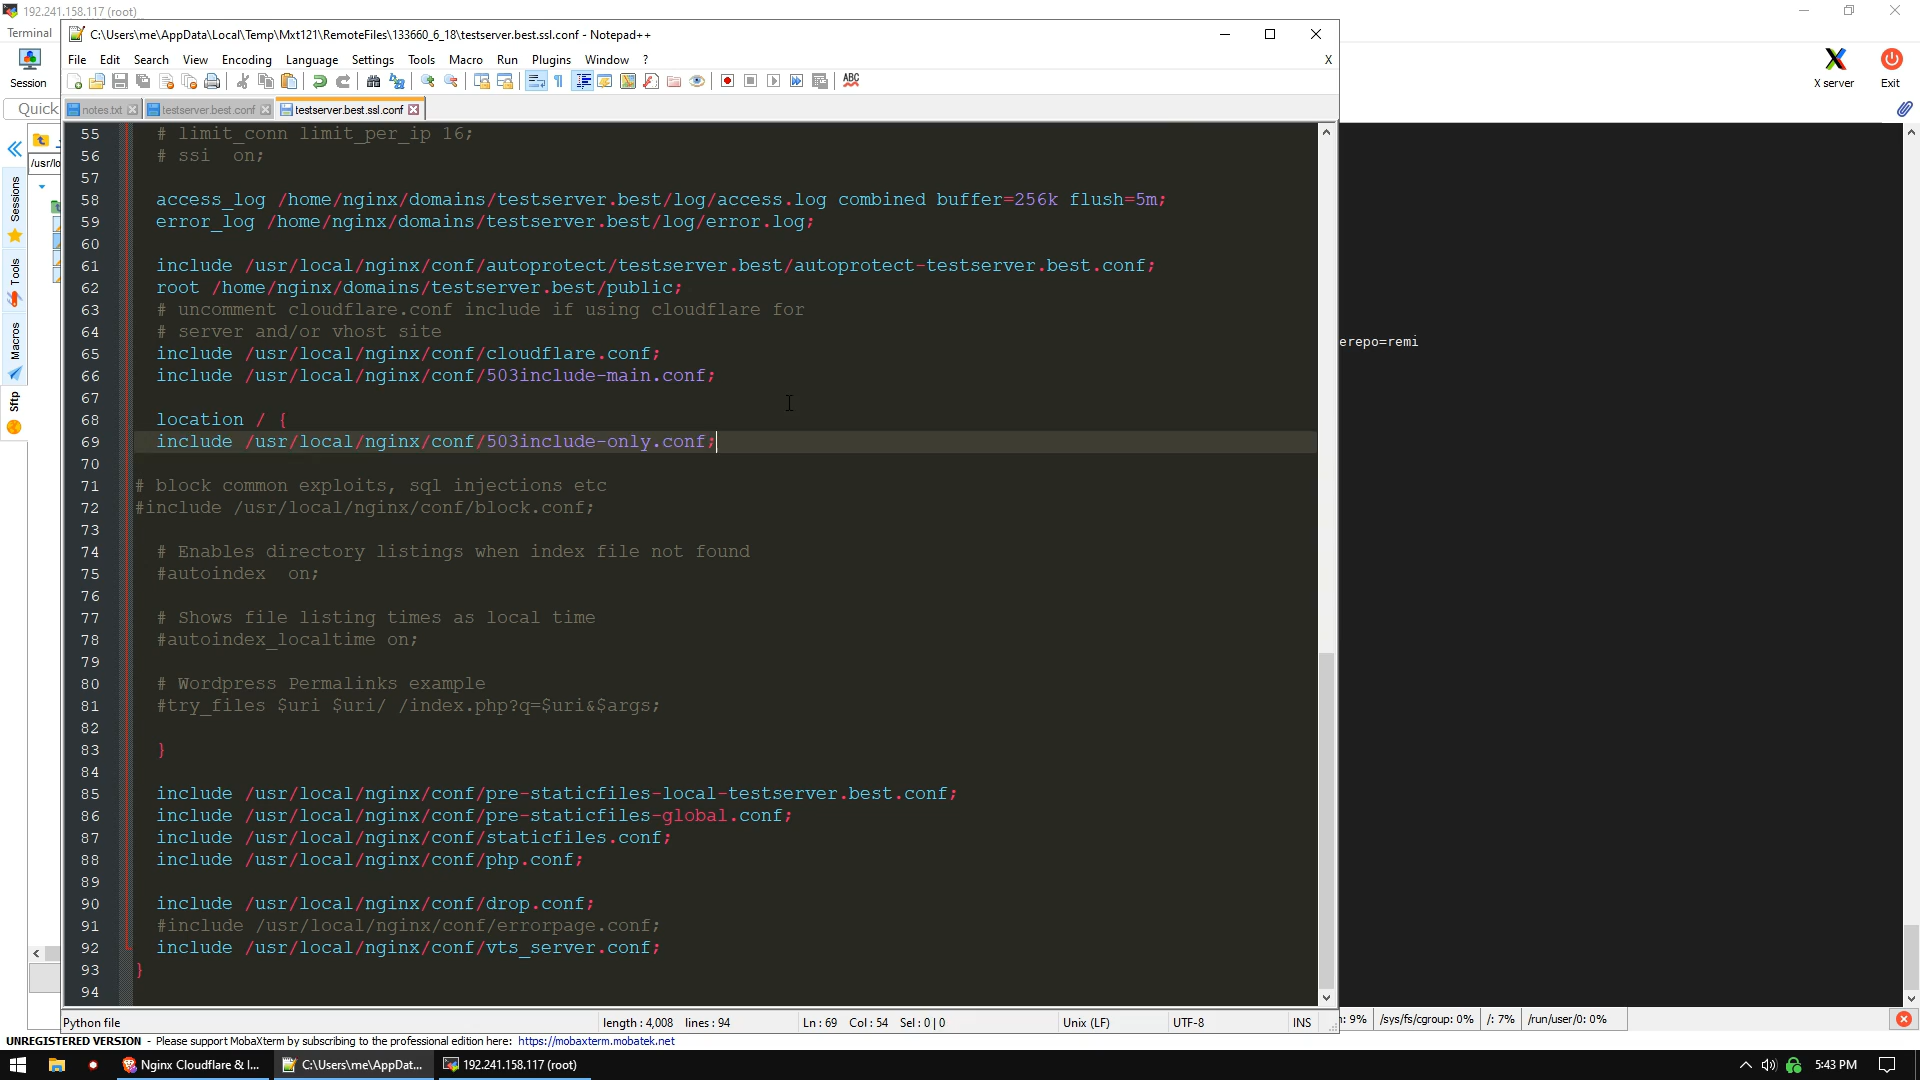 192.241.158.117 (root)
Terminal
C:\Users\me\AppData\Local\Temp\Mxt121\RemoteFiles\133660_6_18\testserver.best.ssl.conf - Notepad++
File Edit Search View Encoding Language Settings Tools Macro Run Plugins Window ? X
Session
X server
Exit
ABC
Quick
notes.txt
testserver.best.conf
testserver.best.ssl.conf
/usr/lo
Sessions
Tools
Macros
Sftp
55 # limit_conn limit_per_ip 16;
56 # ssi  on;
57
58 access_log /home/nginx/domains/testserver.best/log/access.log combined buffer=256k flush=5m;
59 error_log /home/nginx/domains/testserver.best/log/error.log;
60
61 include /usr/local/nginx/conf/autoprotect/testserver.best/autoprotect-testserver.best.conf;
62 root /home/nginx/domains/testserver.best/public;
63 # uncomment cloudflare.conf include if using cloudflare for
64 # server and/or vhost site
65 include /usr/local/nginx/conf/cloudflare.conf;
66 include /usr/local/nginx/conf/503include-main.conf;
67
68 location / {
69 include /usr/local/nginx/conf/503include-only.conf;
70
71 # block common exploits, sql injections etc
72 #include /usr/local/nginx/conf/block.conf;
73
74 # Enables directory listings when index file not found
75 #autoindex  on;
76
77 # Shows file listing times as local time
78 #autoindex_localtime on;
79
80 # Wordpress Permalinks example
81 #try_files $uri $uri/ /index.php?q=$uri&$args;
82
83 }
84
85 include /usr/local/nginx/conf/pre-staticfiles-local-testserver.best.conf;
86 include /usr/local/nginx/conf/pre-staticfiles-global.conf;
87 include /usr/local/nginx/conf/staticfiles.conf;
88 include /usr/local/nginx/conf/php.conf;
89
90 include /usr/local/nginx/conf/drop.conf;
91 #include /usr/local/nginx/conf/errorpage.conf;
92 include /usr/local/nginx/conf/vts_server.conf;
93 }
94
erepo=remi
Python file length : 4,008 lines : 94 Ln : 69 Col : 54 Sel : 0 | 0 Unix (LF) UTF-8 INS
: 9% /sys/fs/cgroup: 0% /: 7% /run/user/0: 0%
UNREGISTERED VERSION - Please support MobaXterm by subscribing to the professional edition here: https://mobaxterm.mobatek.net
Nginx Cloudflare & I...
C:\Users\me\AppDat...
192.241.158.117 (root)
5:43 PM